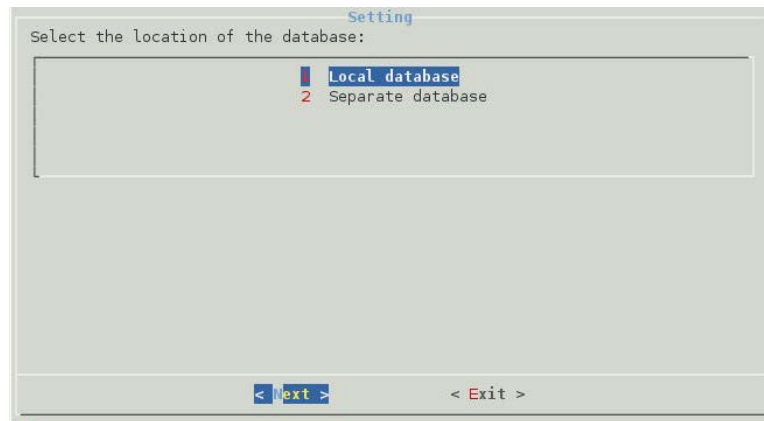 Setting
Select the location of the database:
1 Local database
2 Separate database
< Next > < Exit >